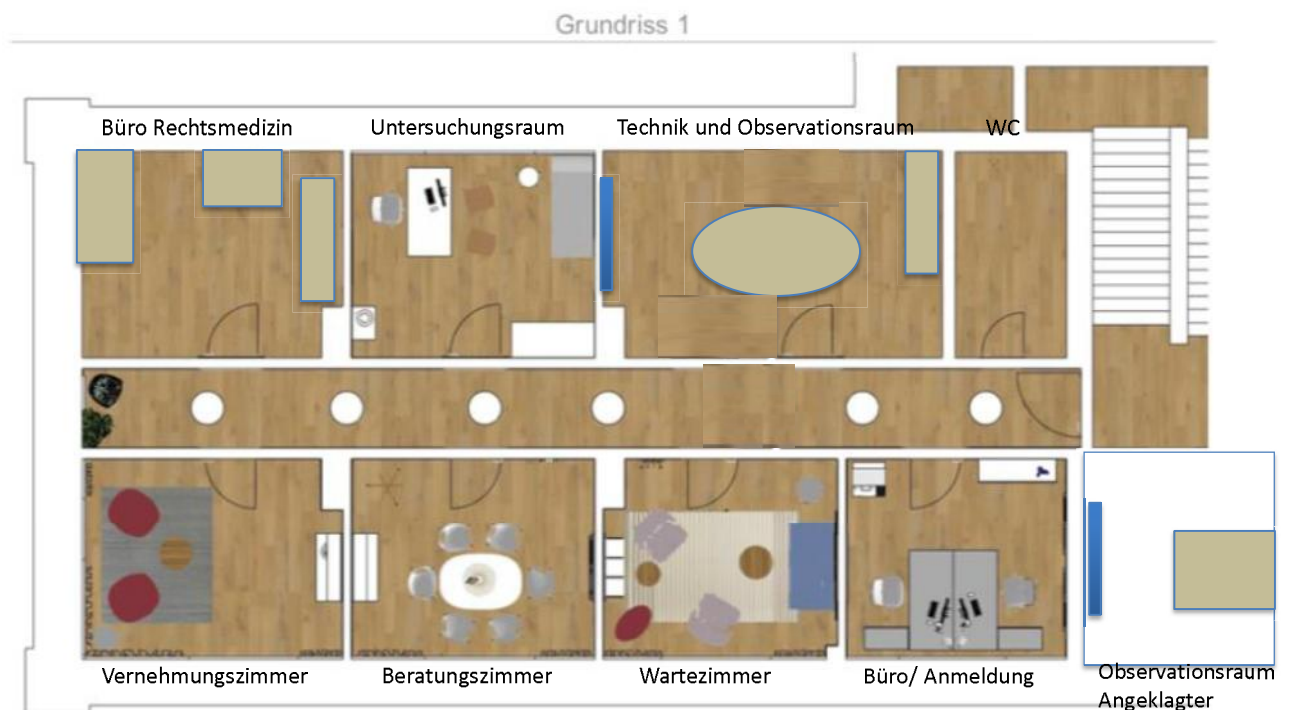 Grundriss 1
Büro Rechtsmedizin
Untersuchungsraum
Technik und Observationsraum
WC
Vernehmungszimmer
Beratungszimmer
Wartezimmer
Büro/ Anmeldung
Observationsraum
Angeklagter